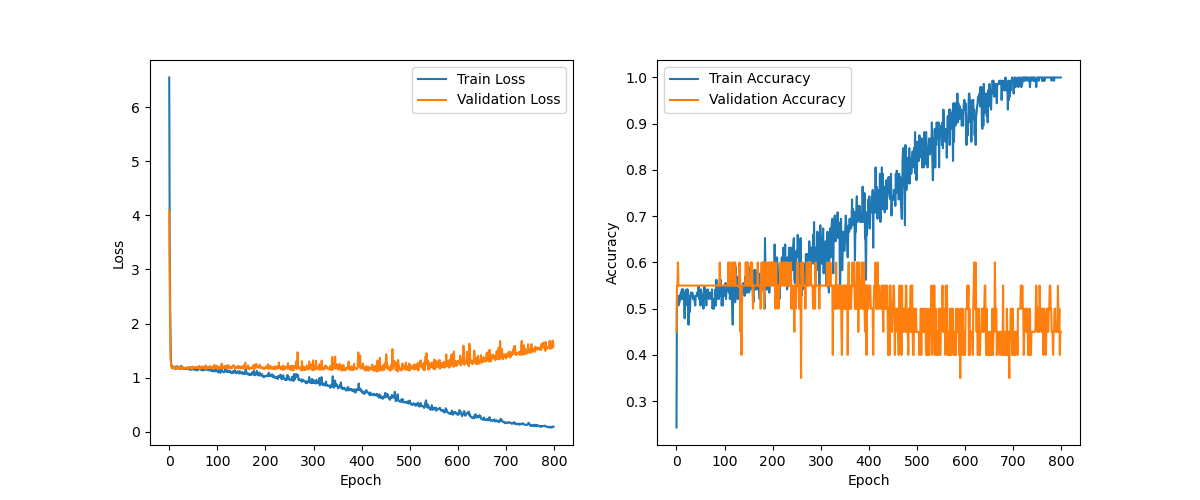 Train Loss
Validation Loss
6
5
4
3
2
1
0
0 100 200 300 400 500 600 700 800
Epoch
Loss
Train Accuracy
Validation Accuracy
1.0
0.9
0.8
0.7
0.6
0.5
0.4
0.3
0 100 200 300 400 500 600 700 800
Epoch
Accuracy